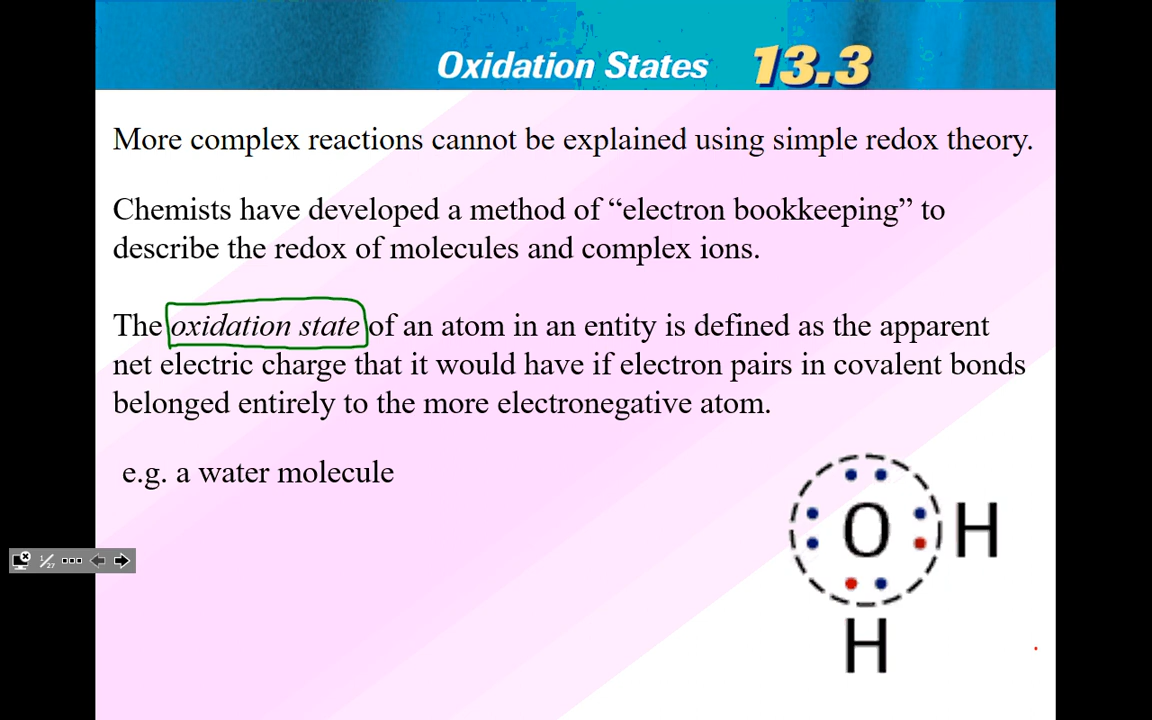 Oxidation States 13.3
More complex reactions cannot be explained using simple redox theory.
Chemists have developed a method of “electron bookkeeping” to
describe the redox of molecules and complex ions.
The oxidation state of an atom in an entity is defined as the apparent
net electric charge that it would have if electron pairs in covalent bonds
belonged entirely to the more electronegative atom.
e.g. a water molecule
O H
1/27
H